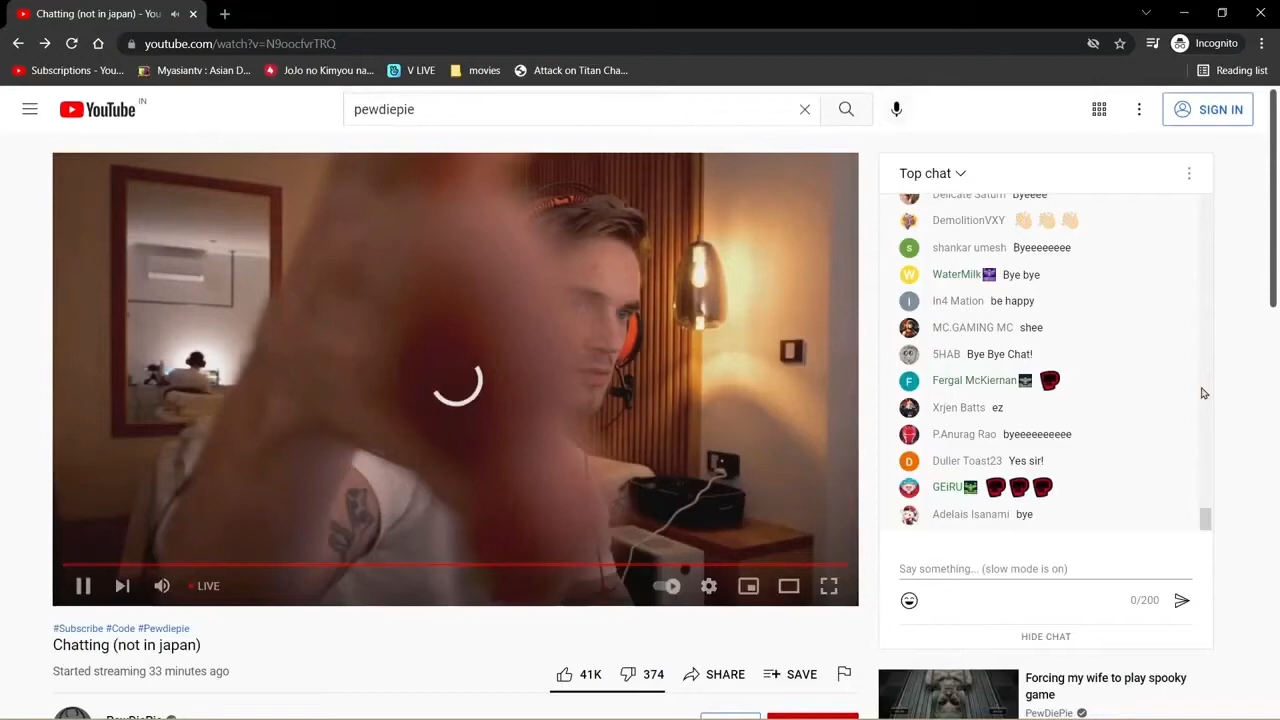 Chatting (not in japan) - You
youtube.com/watch?v=N9oocfvrTRQ
Incognito
Subscriptions - You...
Myasiantv : Asian D...
JoJo no Kimyou na...
V LIVE
movies
Attack on Titan Cha...
Reading list
YouTube IN
pewdiepie
SIGN IN
Top chat
Delicate Saturn Byeeee
DemolitionVXY
shankar umesh Byeeeeeeee
WaterMilk Bye bye
In4 Mation be happy
MC.GAMING MC shee
5HAB Bye Bye Chat!
Fergal McKiernan
Xrjen Batts ez
P.Anurag Rao byeeeeeeeeee
Duller Toast23 Yes sir!
GEiRU
Adelais Isanami bye
Say something... (slow mode is on)
0/200
HIDE CHAT
LIVE
#Subscribe #Code #Pewdiepie
Chatting (not in japan)
Started streaming 33 minutes ago
41K
374
SHARE
SAVE
Forcing my wife to play spooky
game
PewDiePie
PewDiePie